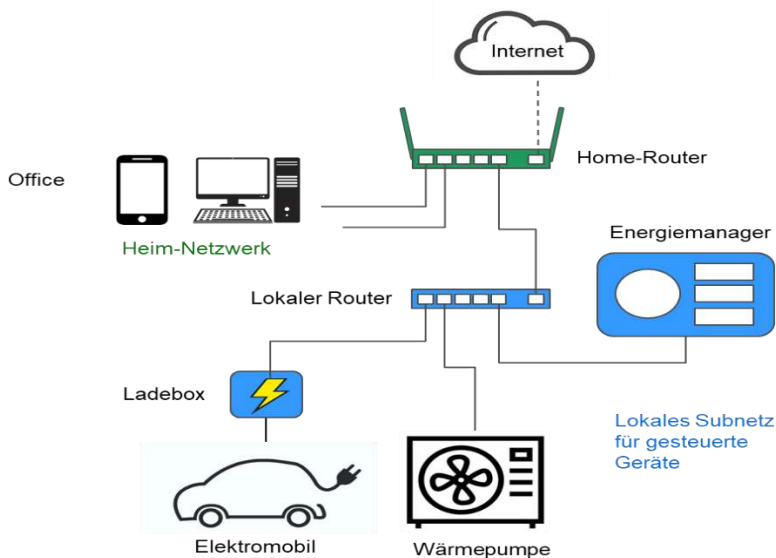 Internet
Office
Home-Router
Heim-Netzwerk
Energiemanager
Lokaler Router
Ladebox
Lokales Subnetz
für gesteuerte
Geräte
Elektromobil
Wärmepumpe